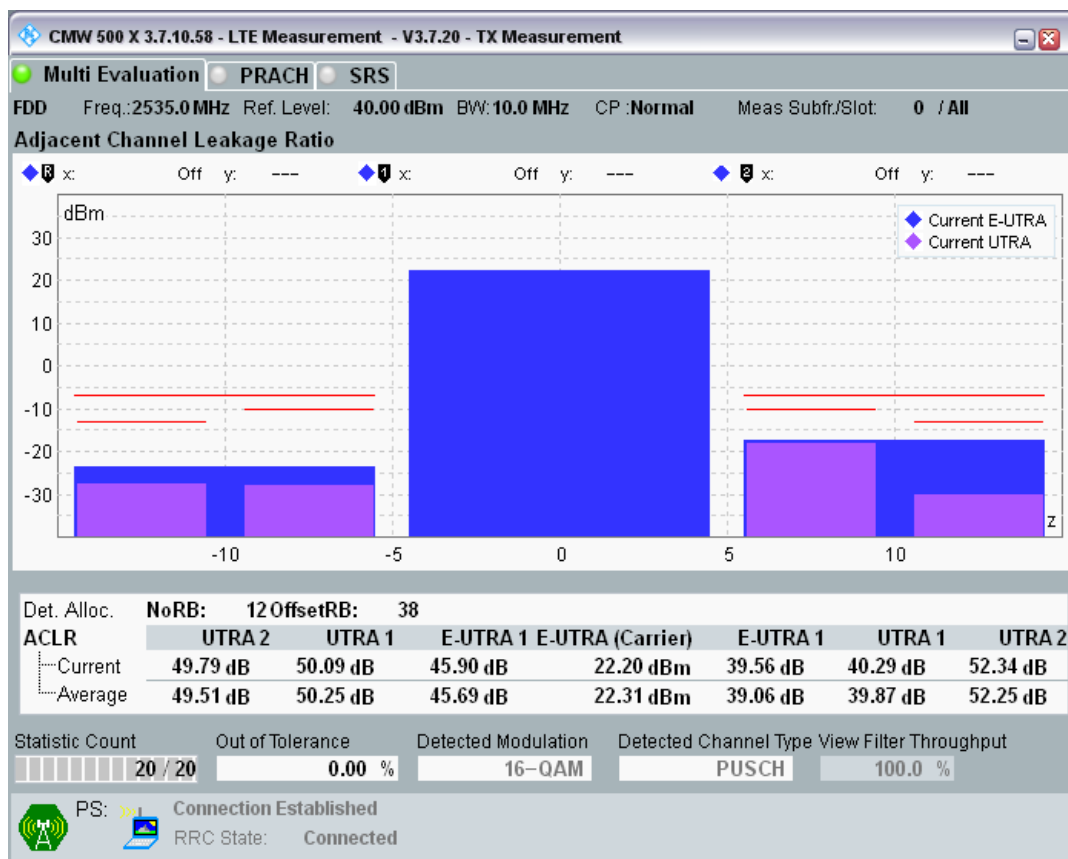 CMW 500 X 3.7.10.58 - LTE Measurement - V3.7.20 - TX Measurement
Multi Evaluation PRACH SRS
FDD Freq.:2535.0 MHz Ref. Level: 40.00 dBm BW: 10.0 MHz CP :Normal Meas Subfr./Slot: 0 / All
Adjacent Channel Leakage Ratio
R x: Off y: --- 1 x: Off y: --- 2 x: Off y: ---
dBm
Current E-UTRA
Current UTRA
30
20
10
0
-10
-20
-30
z
-10 -5 0 5 10
Det. Alloc. NoRB: 12 OffsetRB: 38
ACLR UTRA 2 UTRA 1 E-UTRA 1 E-UTRA (Carrier) E-UTRA 1 UTRA 1 UTRA 2
Current 49.79 dB 50.09 dB 45.90 dB 22.20 dBm 39.56 dB 40.29 dB 52.34 dB
Average 49.51 dB 50.25 dB 45.69 dB 22.31 dBm 39.06 dB 39.87 dB 52.25 dB
Statistic Count Out of Tolerance Detected Modulation Detected Channel Type View Filter Throughput
20 / 20 0.00 % 16-QAM PUSCH 100.0 %
PS: Connection Established
RRC State: Connected